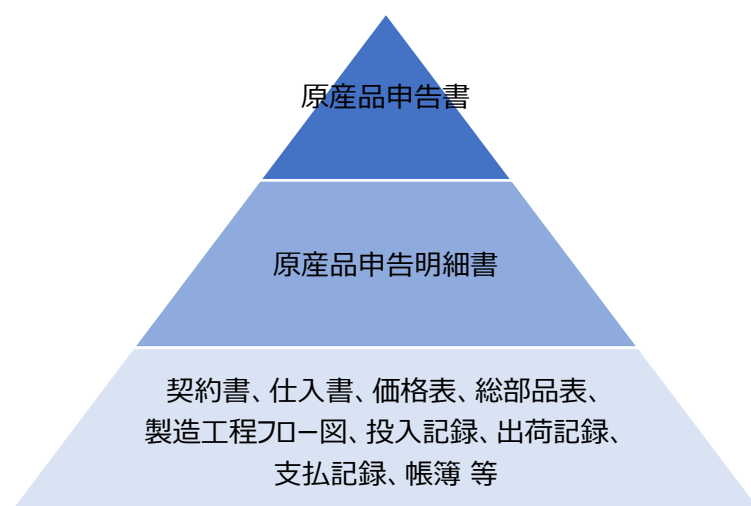 原産品申告書
原産品申告明細書
契約書、仕入書、価格表、総部品表、
製造工程フロー図、投入記録、出荷記録、
支払記録、帳簿 等